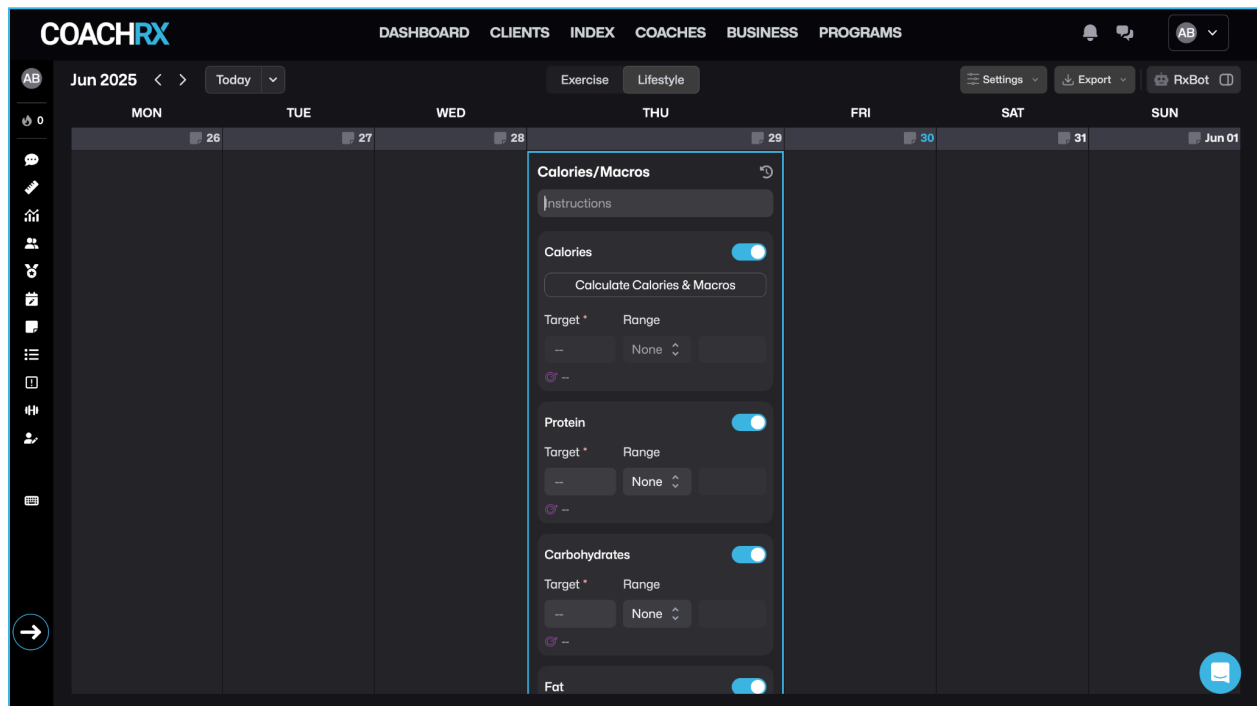 COACHRX
DASHBOARD CLIENTS INDEX COACHES BUSINESS PROGRAMS
AB
AB
Jun 2025
Today
Exercise Lifestyle
Settings Export RxBot
0
MON TUE WED THU FRI SAT SUN
26 27 28 29 30 31 Jun 01
Calories/Macros
Instructions
Calories
Calculate Calories & Macros
Target * Range
-- None
--
Protein
Target * Range
-- None
--
Carbohydrates
Target * Range
-- None
--
Fat